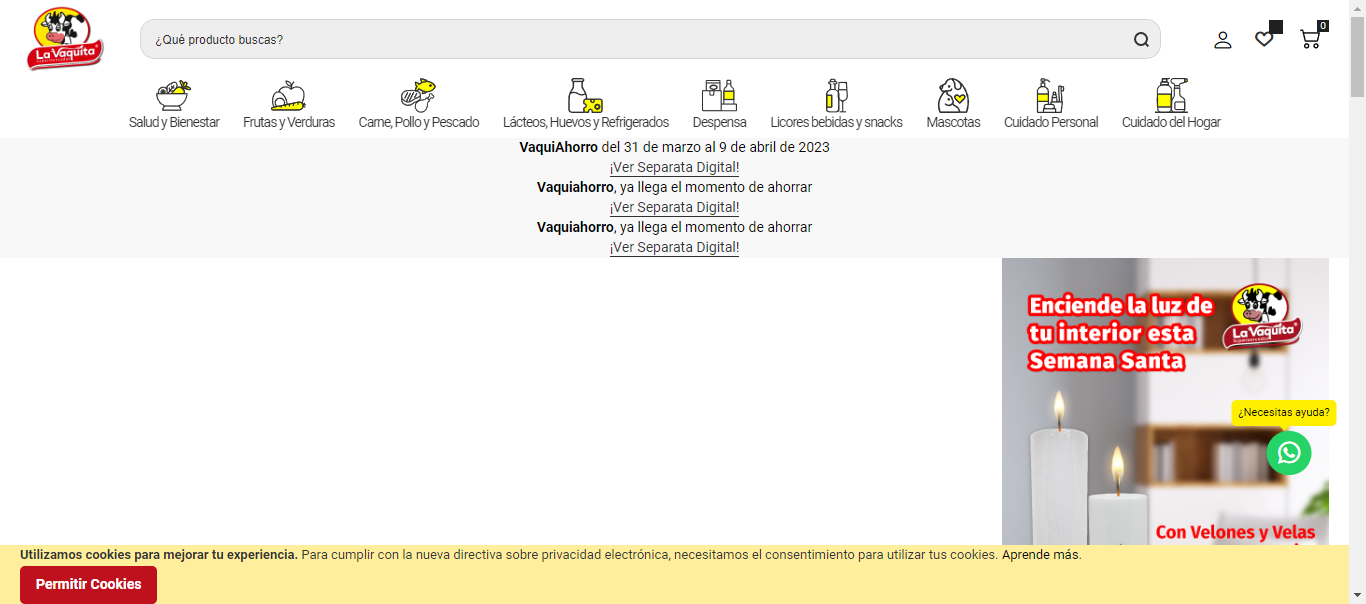 La Vaquita
Supermercados
¿Qué producto buscas?
0
Salud y Bienestar
Frutas y Verduras
Carne, Pollo y Pescado
Lácteos, Huevos y Refrigerados
Despensa
Licores bebidas y snacks
Mascotas
Cuidado Personal
Cuidado del Hogar
VaquiAhorro del 31 de marzo al 9 de abril de 2023
¡Ver Separata Digital!
Vaquiahorro, ya llega el momento de ahorrar
¡Ver Separata Digital!
Vaquiahorro, ya llega el momento de ahorrar
¡Ver Separata Digital!
Enciende la luz de
tu interior esta
Semana Santa
La Vaquita
Supermercados
¿Necesitas ayuda?
Con Velones y Velas
Utilizamos cookies para mejorar tu experiencia. Para cumplir con la nueva directiva sobre privacidad electrónica, necesitamos el consentimiento para utilizar tus cookies. Aprende más.
Permitir Cookies